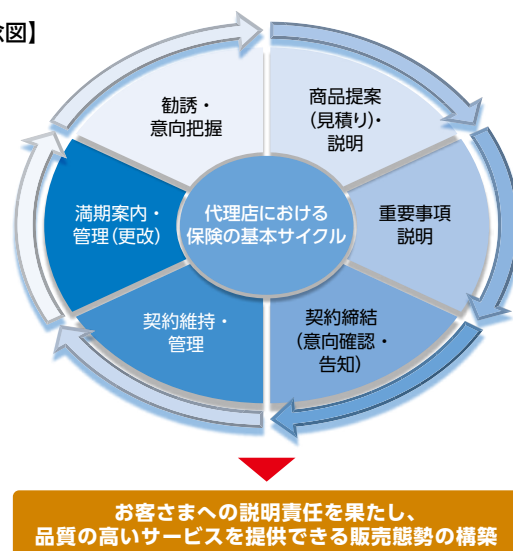 念図】
勧誘・
意向把握
商品提案
(見積り)・
説明
重要事項
説明
契約締結
(意向確認・
告知)
契約維持・
管理
満期案内・
管理(更改)
代理店における
保険の基本サイクル
お客さまへの説明責任を果たし、
品質の高いサービスを提供できる販売態勢の構築